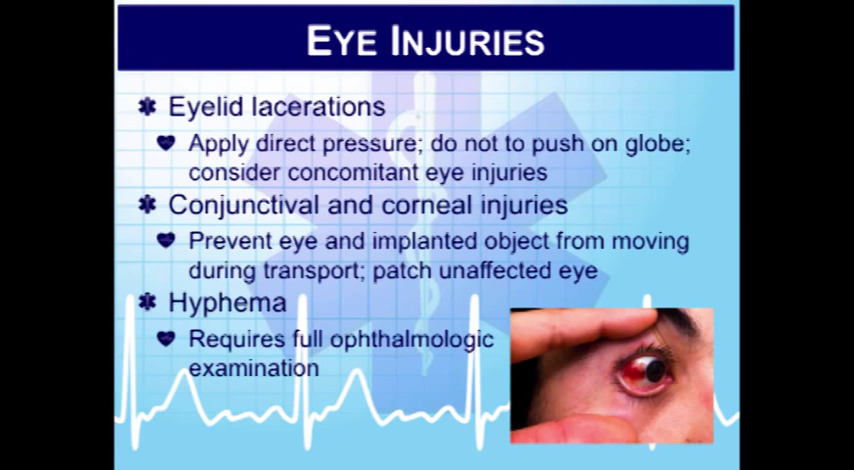 EYE INJURIES
Eyelid lacerations
Apply direct pressure; do not to push on globe;
consider concomitant eye injuries
Conjunctival and corneal injuries
Prevent eye and implanted object from moving
during transport; patch unaffected eye
Hyphema
Requires full ophthalmologic
examination